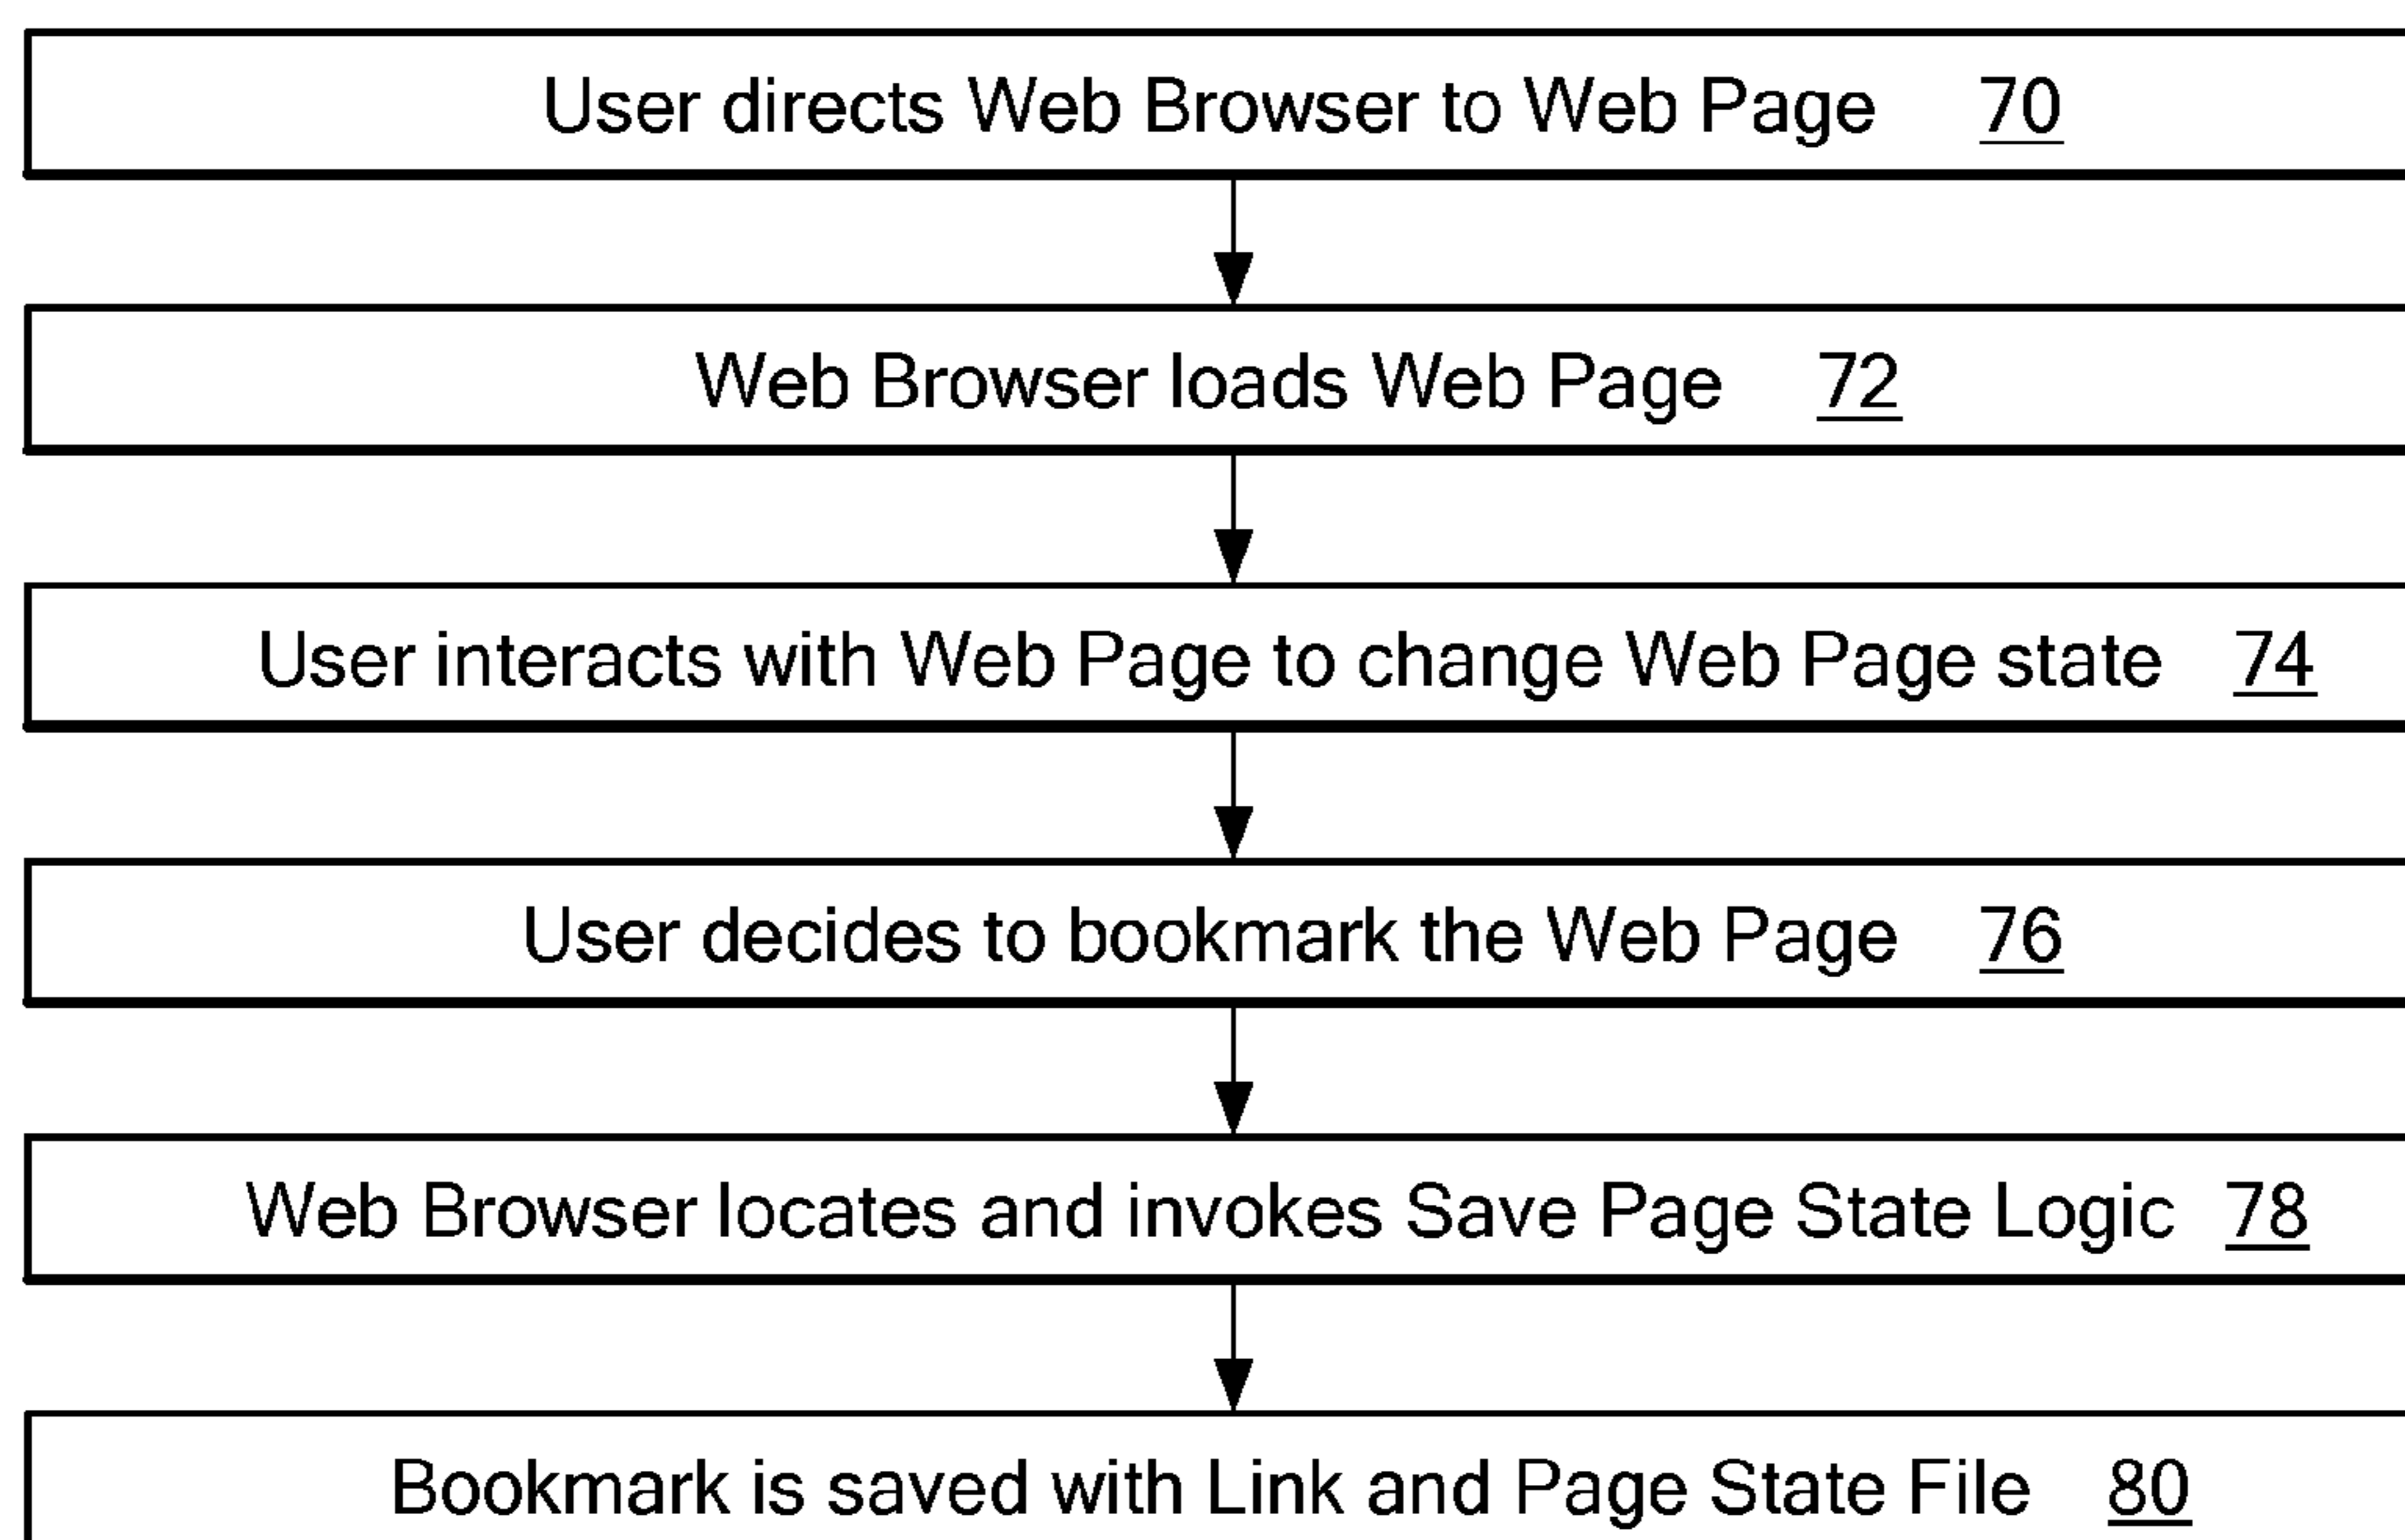 User directs Web Browser to Web Page 70
Web Browser loads Web Page 72
User interacts with Web Page to change Web Page state 74
User decides to bookmark the Web Page 76
Web Browser locates and invokes Save Page State Logic 78
Bookmark is saved with Link and Page State File 80